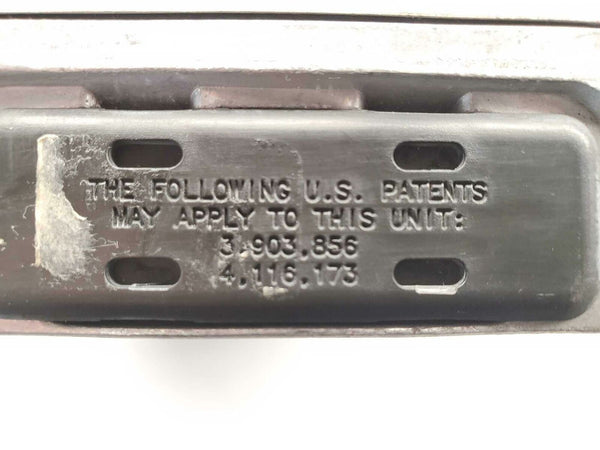 THE FOLLOWING U.S. PATENTS
MAY APPLY TO THIS UNIT:
3,903,856
4,116,173